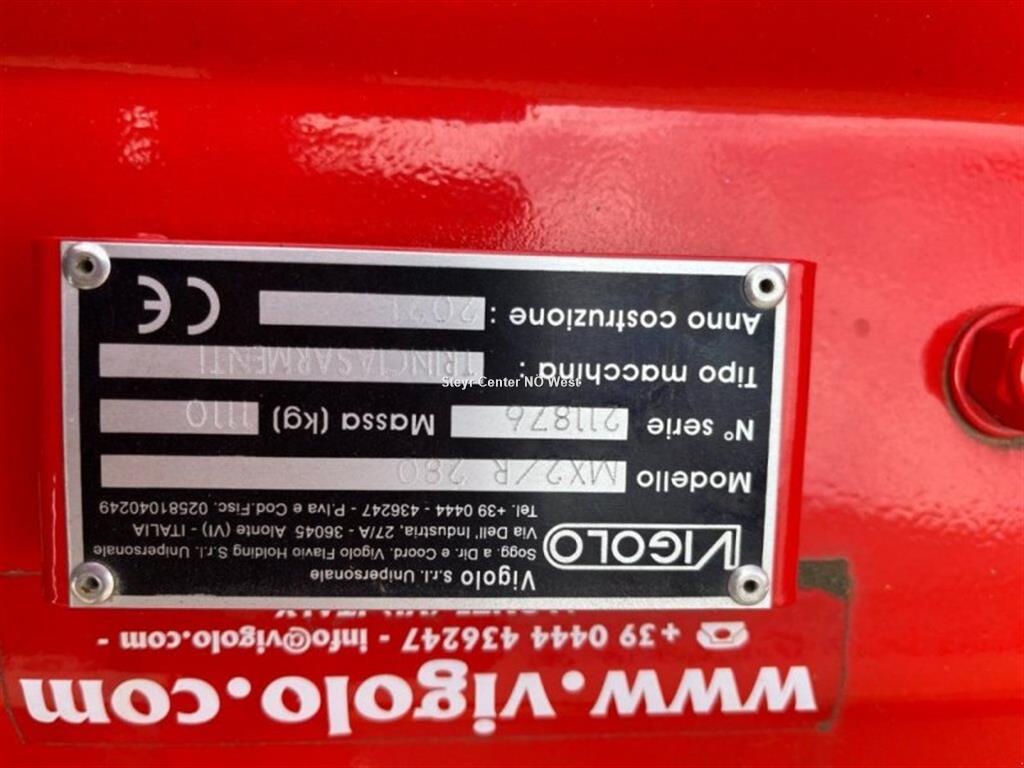 www.vigolo.com
+ 39 0444 436247 - info@vigolo.com -
Vigolo s.r.l. Unipersonale
Sogg. a Dir. e Coord. Vigolo Flavio Holding S.r.l. Unipersonale
VIGOLO
Via Dell' Industria, 27/A - 36045 Alonte (VI) - ITALIA
Tel. + 39 0444 - 436247 - P.Iva e Cod.Fisc. 02581040249
Modello MX2/R 280
N° serie 211876 Massa (kg) 1110
Tipo macchina : TRINCIASARMENTI
Anno costruzione : 2021 CE
Steyr-Center NÖ West